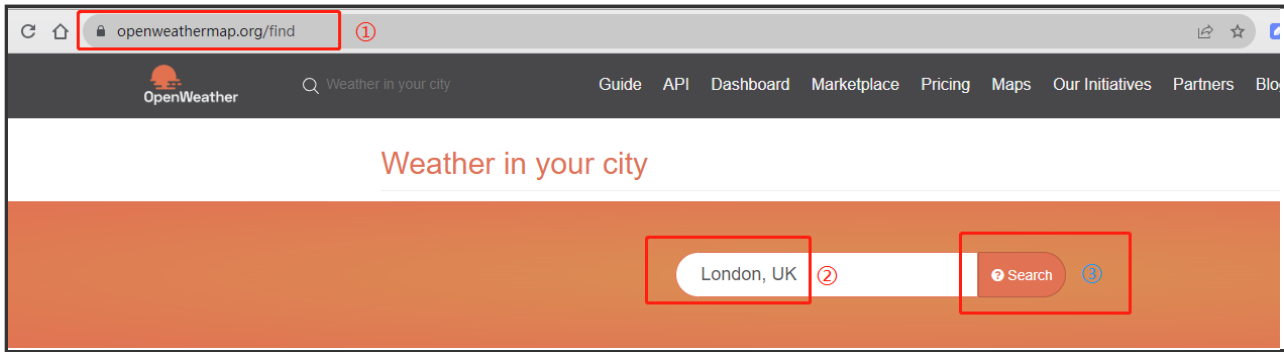 openweathermap.org/find ①
OpenWeather Weather in your city Guide API Dashboard Marketplace Pricing Maps Our Initiatives Partners Blog
Weather in your city
London, UK ② Search ③